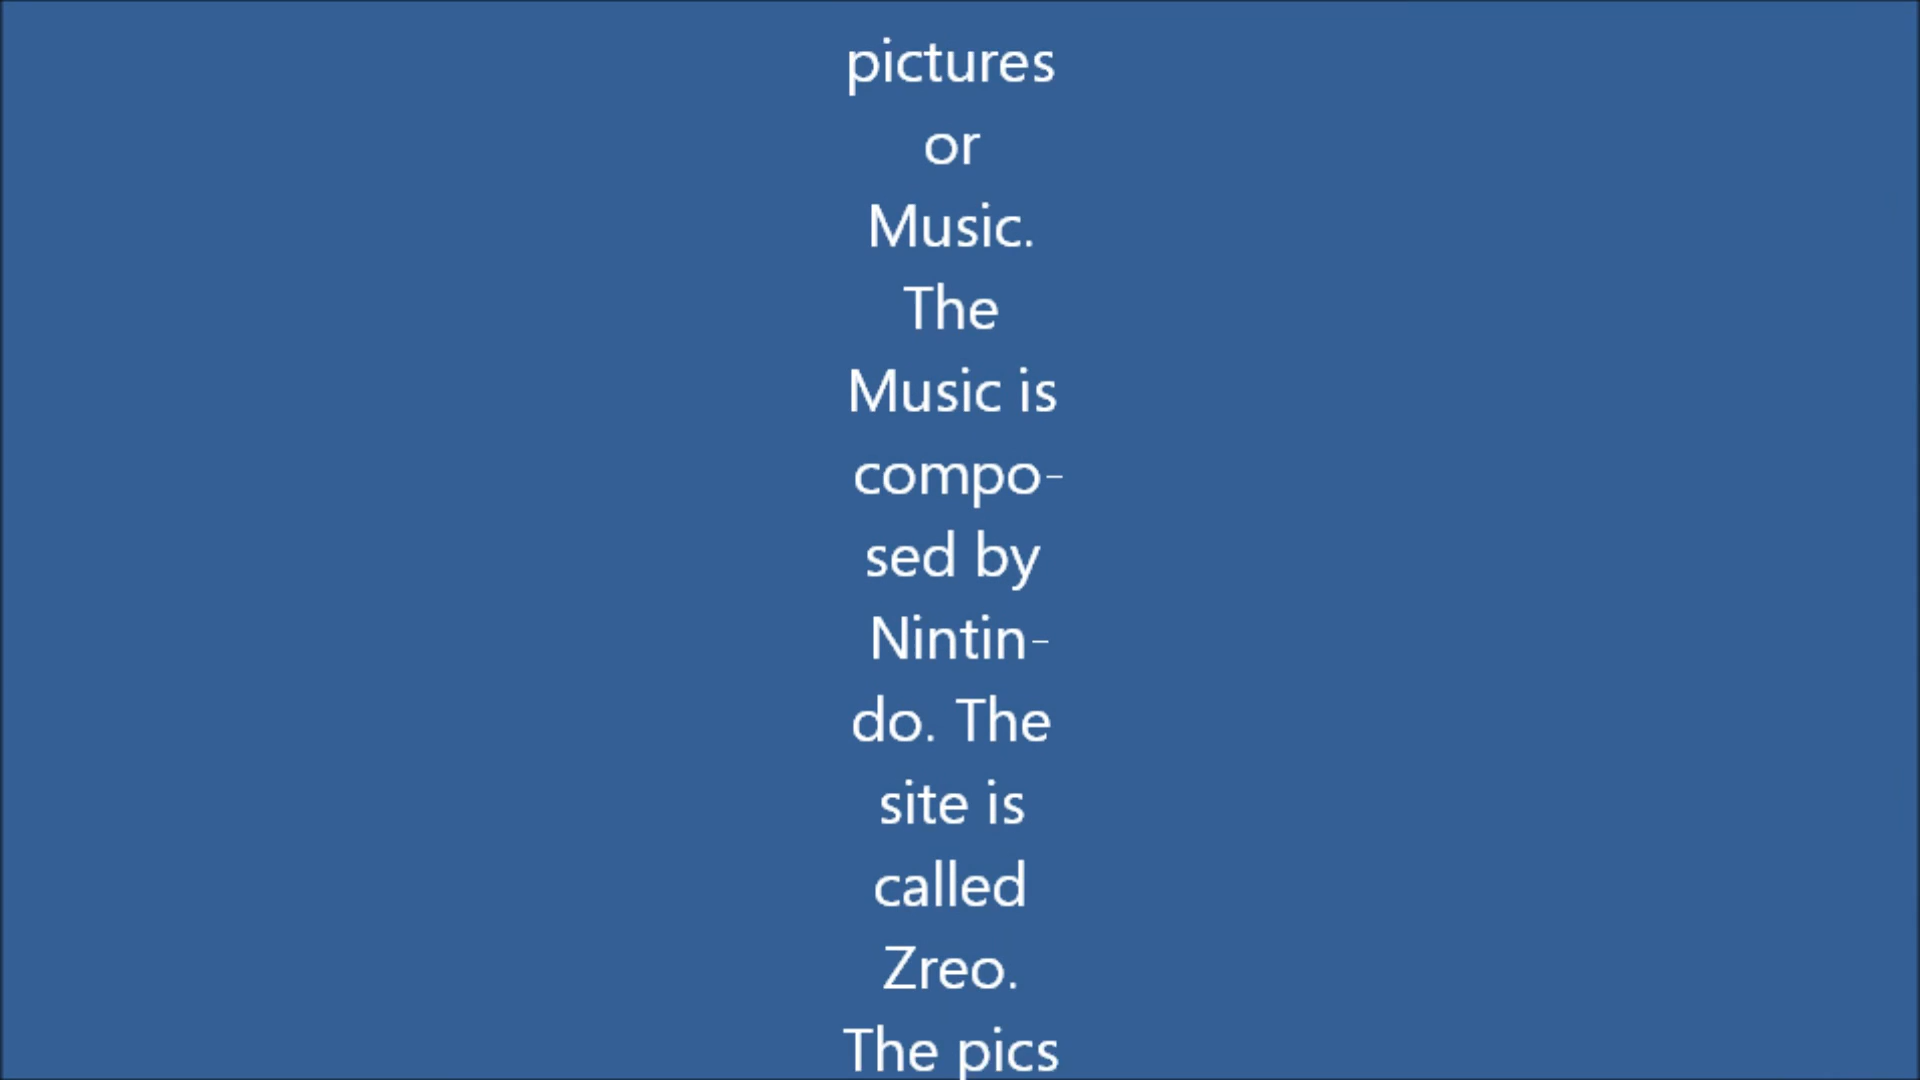 pictures
or
Music.
The
Music is
compo-
sed by
Nintin-
do. The
site is
called
Zreo.
The pics